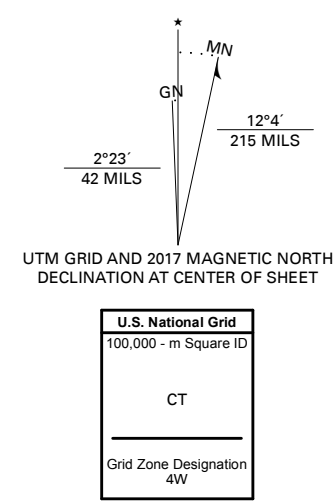 ★
MN
GN
12°4´
215 MILS
2°23´
42 MILS
UTM GRID AND 2017 MAGNETIC NORTH
DECLINATION AT CENTER OF SHEET
U.S. National Grid
100,000 - m Square ID
CT
Grid Zone Designation
4W